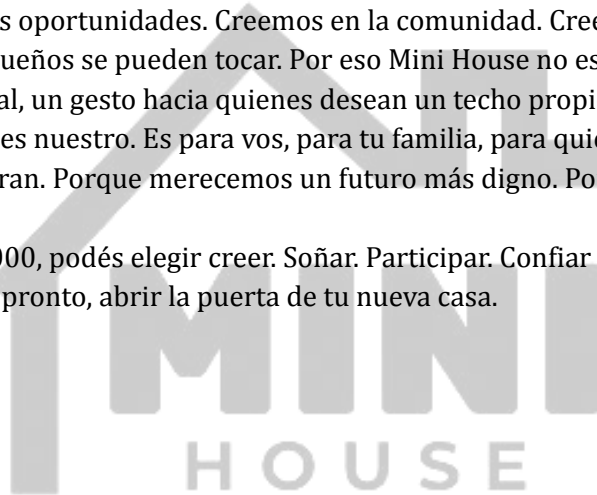 s oportunidades. Creemos en la comunidad. Cree
ueños se pueden tocar. Por eso Mini House no es
al, un gesto hacia quienes desean un techo propi
es nuestro. Es para vos, para tu familia, para qui
ran. Porque merecemos un futuro más digno. Po
000, podés elegir creer. Soñar. Participar. Confiar
pronto, abrir la puerta de tu nueva casa.
MINI
HOUSE